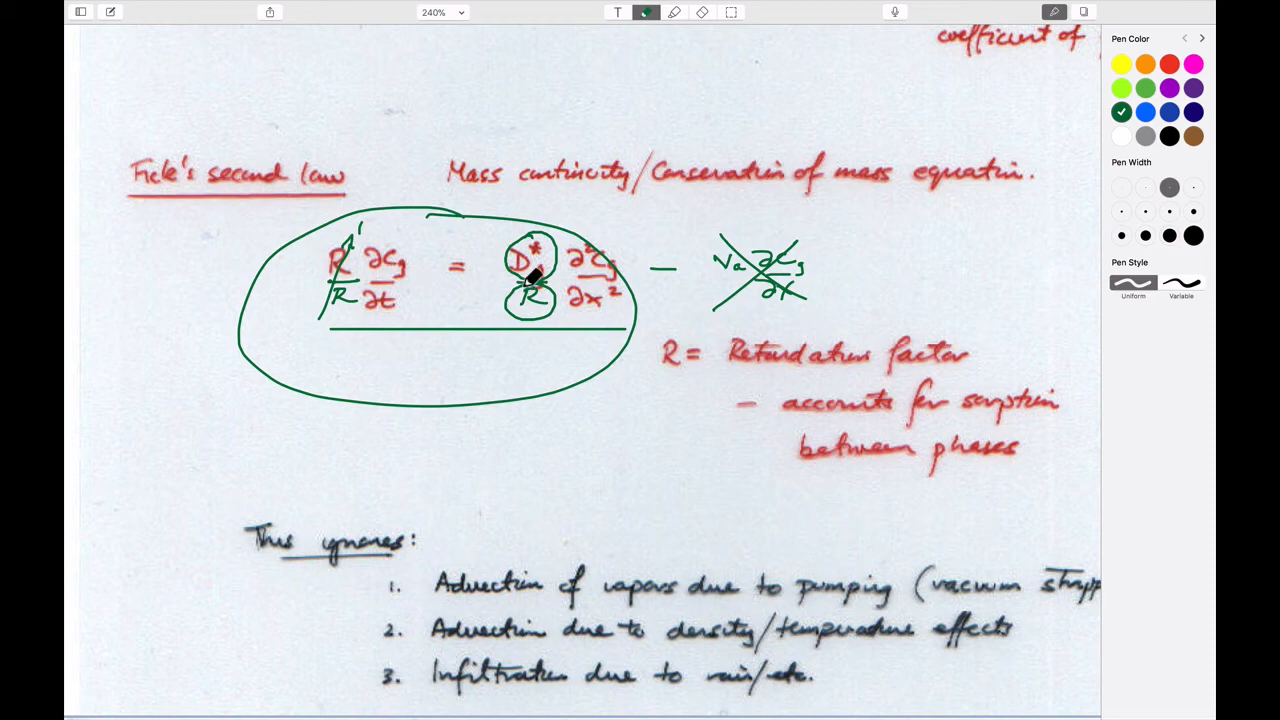 240%
T
Pen Color
coefficient of
Fick's second law Mass continuity/Conservation of mass equation.
R/R ∂Cg/∂t = D*/R ∂²Cg/∂x² - Va ∂Cg/∂x
1
R = Retardation factor
- accounts for sorption
between phases
Pen Width
Pen Style
Uniform Variable
This ignores:
1. Advection of vapors due to pumping (vacuum stripp
2. Advection due to density/temperature effects
3. Infiltration due to rain/etc.